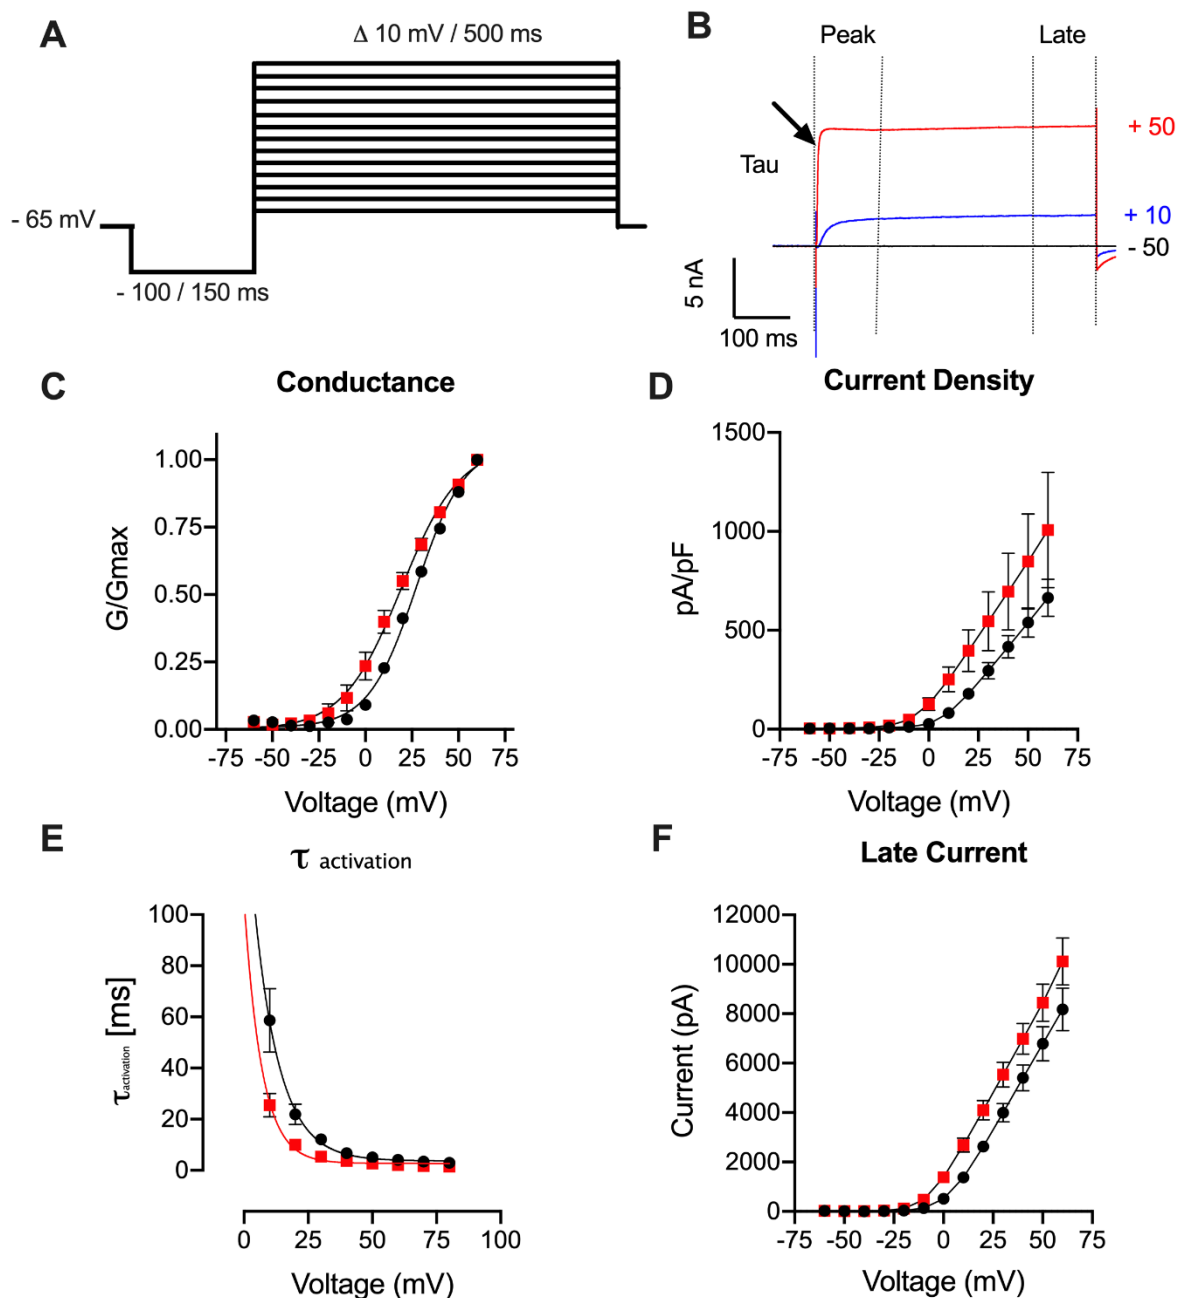 A
Δ 10 mV / 500 ms
- 65 mV
- 100 / 150 ms
B
Peak
Late
Tau
+ 50
+ 10
- 50
5 nA
100 ms
C
Conductance
G/Gmax
1.00
0.75
0.50
0.25
0.00
-75 -50 -25 0 25 50 75
Voltage (mV)
D
Current Density
pA/pF
1500
1000
500
0
-75 -50 -25 0 25 50 75
Voltage (mV)
E
τ activation
τactivation [ms]
100
80
60
40
20
0
0 25 50 75 100
Voltage (mV)
F
Late Current
Current (pA)
12000
10000
8000
6000
4000
2000
0
-75 -50 -25 0 25 50 75
Voltage (mV)